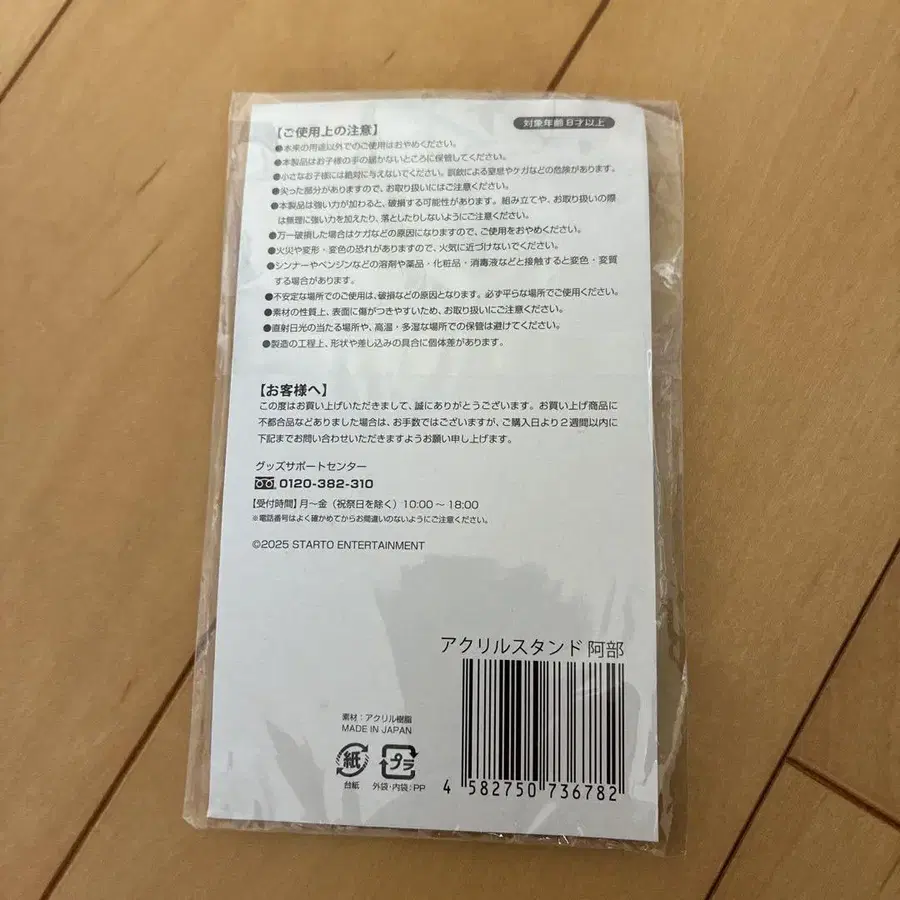 対象年齢8才以上
【ご使用上の注意】
●本来の用途以外でのご使用はおやめください。
●本製品はお子様の手の届かないところに保管してください。
●小さなお子様には絶対に与えないでください。誤飲による窒息やケガなどの危険があります。
●尖った部分がありますので、お取り扱いにはご注意ください。
●本製品は強い力が加わると、破損する可能性があります。組み立てや、お取り扱いの際
は無理に強い力を加えたり、落としたりしないようにご注意ください。
●万一破損した場合はケガなどの原因になりますので、ご使用をおやめください。
●火災や変形・変色の恐れがありますので、火気に近づけないでください。
●シンナーやベンジンなどの溶剤や薬品・化粧品・消毒液などと接触すると変色・変質
する場合があります。
●不安定な場所でのご使用は、破損などの原因となります。必ず平らな場所でご使用ください。
●素材の性質上、表面に傷がつきやすいため、お取り扱いにご注意ください。
●直射日光の当たる場所や、高温・多湿な場所での保管は避けてください。
●製造の工程上、形状や差し込みの具合に個体差があります。
【お客様へ】
この度はお買い上げいただきまして、誠にありがとうございます。お買い上げ商品に
不都合品などありました場合は、お手数ではございますが、ご購入日より2週間以内に
下記までお問い合わせいただきますようお願い申し上げます。
グッズサポートセンター
0120-382-310
【受付時間】月～金(祝祭日を除く)10:00～18:00
※電話番号はよく確かめてからお間違いのないようにご注意ください。
©2025 STARTO ENTERTAINMENT
アクリルスタンド 阿部
素材:アクリル樹脂
MADE IN JAPAN
紙
プラ
台紙
外袋・内袋:PP
4 582750 736782